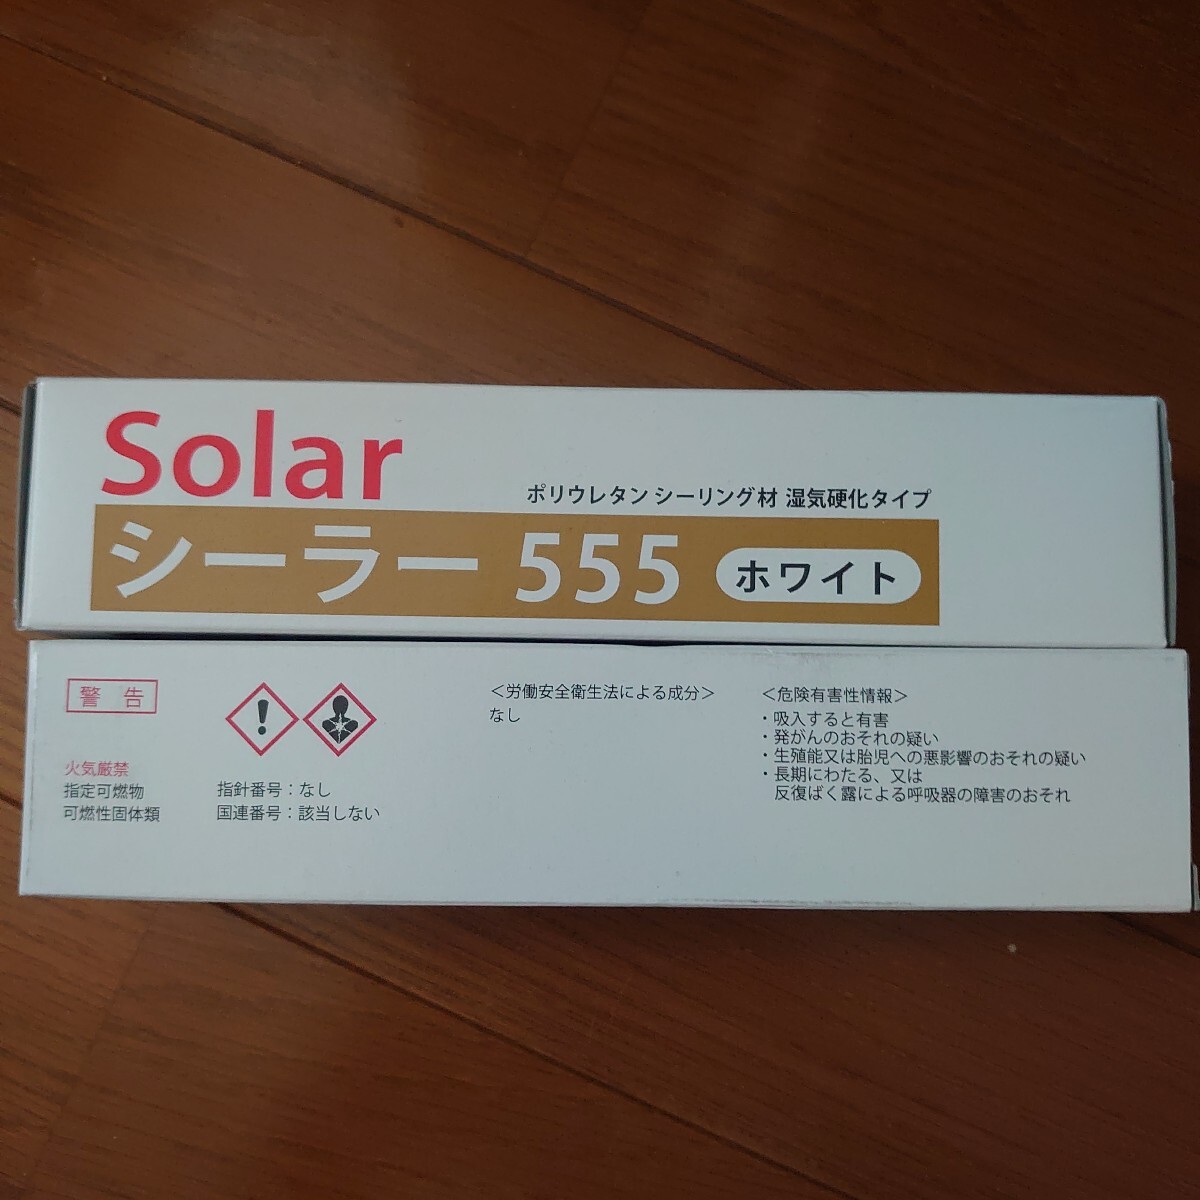 Solar
ポリウレタン シーリング材 湿気硬化タイプ
シーラー 555 ホワイト
警 告
火気厳禁
指定可燃物
可燃性固体類
指針番号：なし
国連番号：該当しない
＜労働安全衛生法による成分＞
なし
＜危険有害性情報＞
・吸入すると有害
・発がんのおそれの疑い
・生殖能又は胎児への悪影響のおそれの疑い
・長期にわたる、又は
反復ばく露による呼吸器の障害のおそれ